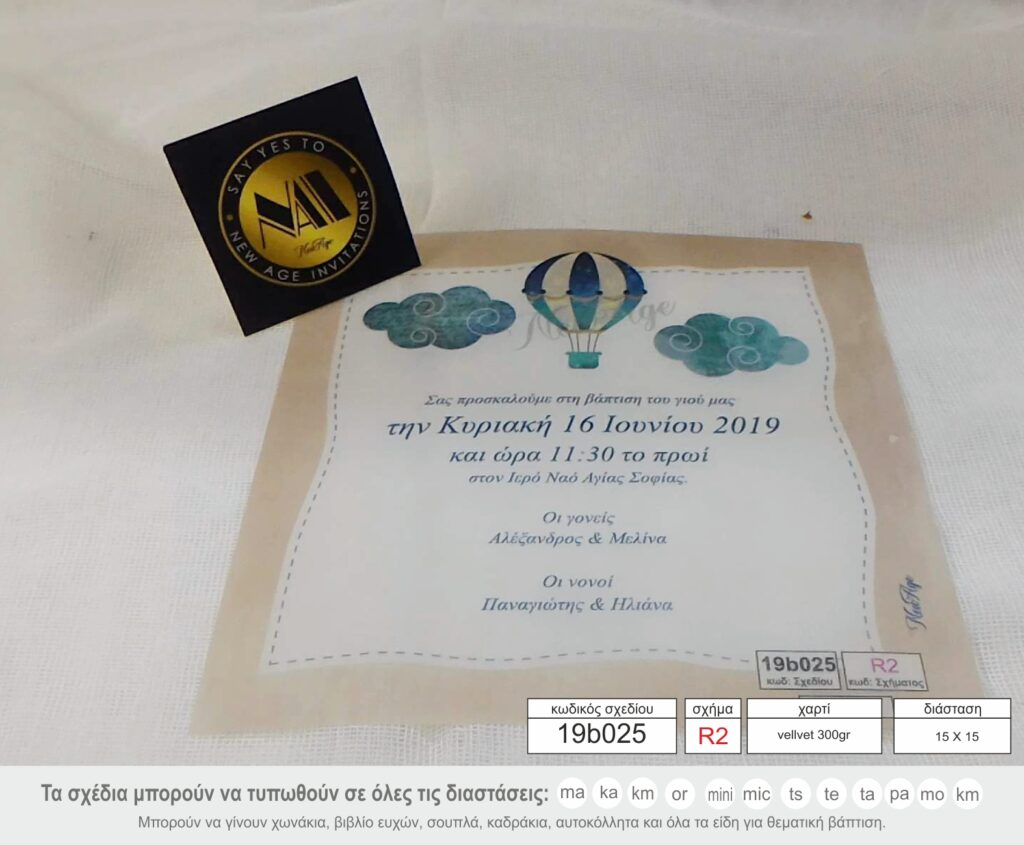 SAY YES TO
NAI
NewAge
NEW AGE INVITATIONS
NewAge
Σας προσκαλούμε στη βάπτιση του γιού μας
την Κυριακή 16 Ιουνίου 2019
και ώρα 11:30 το πρωί
στον Ιερό Ναό Αγίας Σοφίας.
Οι γονείς
Αλέξανδρος & Μελίνα
Οι νονοί
Παναγιώτης & Ηλιάνα
NewAge
19b025 R2
κωδ: Σχεδίου κωδ: Σχήματος
κωδικός σχεδίου σχήμα χαρτί διάσταση
19b025 R2 vellvet 300gr 15 X 15
Τα σχέδια μπορούν να τυπωθούν σε όλες τις διαστάσεις: ma ka km or mini mic ts te ta pa mo km
Μπορούν να γίνουν χωνάκια, βιβλίο ευχών, σουπλά, καδράκια, αυτοκόλλητα και όλα τα είδη για θεματική βάπτιση.